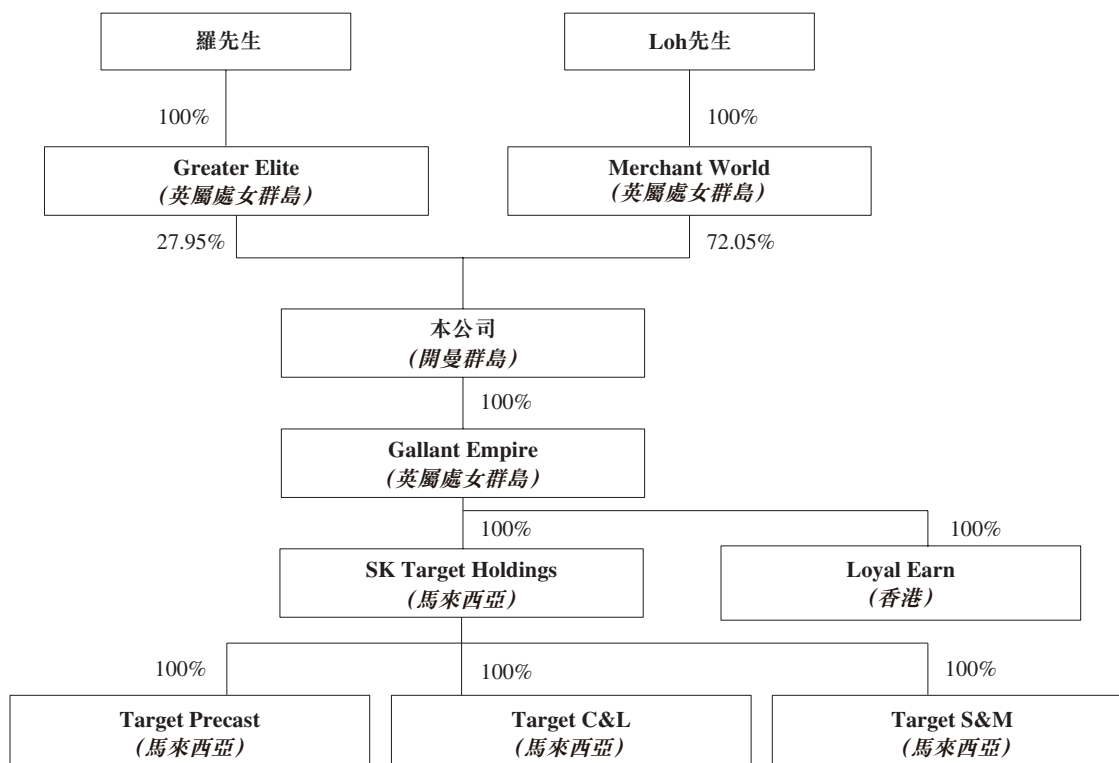 羅先生
Loh先生
100%
100%
Greater Elite
(英屬處女群島)
Merchant World
(英屬處女群島)
27.95%
72.05%
本公司
(開曼群島)
100%
Gallant Empire
(英屬處女群島)
100%
100%
SK Target Holdings
(馬來西亞)
Loyal Earn
(香港)
100%
100%
100%
Target Precast
(馬來西亞)
Target C&L
(馬來西亞)
Target S&M
(馬來西亞)